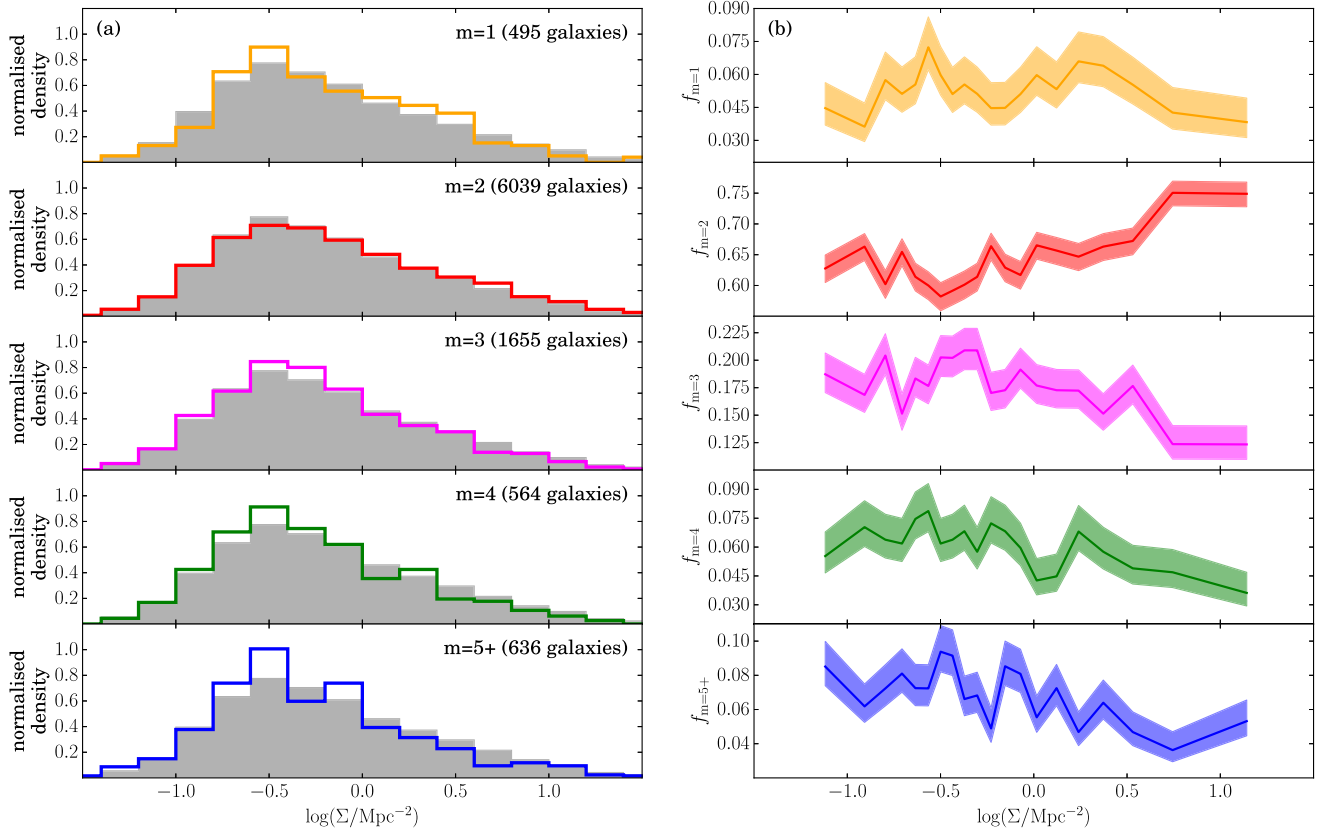 (a)
m=1 (495 galaxies)
normalised
density
1.0
0.8
0.6
0.4
0.2
m=2 (6039 galaxies)
normalised
density
1.0
0.8
0.6
0.4
0.2
m=3 (1655 galaxies)
normalised
density
1.0
0.8
0.6
0.4
0.2
m=4 (564 galaxies)
normalised
density
1.0
0.8
0.6
0.4
0.2
m=5+ (636 galaxies)
normalised
density
1.0
0.8
0.6
0.4
0.2
−1.0 −0.5 0.0 0.5 1.0
log(Σ/Mpc⁻²)
(b)
f_{m=1}
0.090
0.075
0.060
0.045
0.030
f_{m=2}
0.75
0.70
0.65
0.60
f_{m=3}
0.225
0.200
0.175
0.150
0.125
f_{m=4}
0.090
0.075
0.060
0.045
0.030
f_{m=5+}
0.10
0.08
0.06
0.04
−1.0 −0.5 0.0 0.5 1.0
log(Σ/Mpc⁻²)